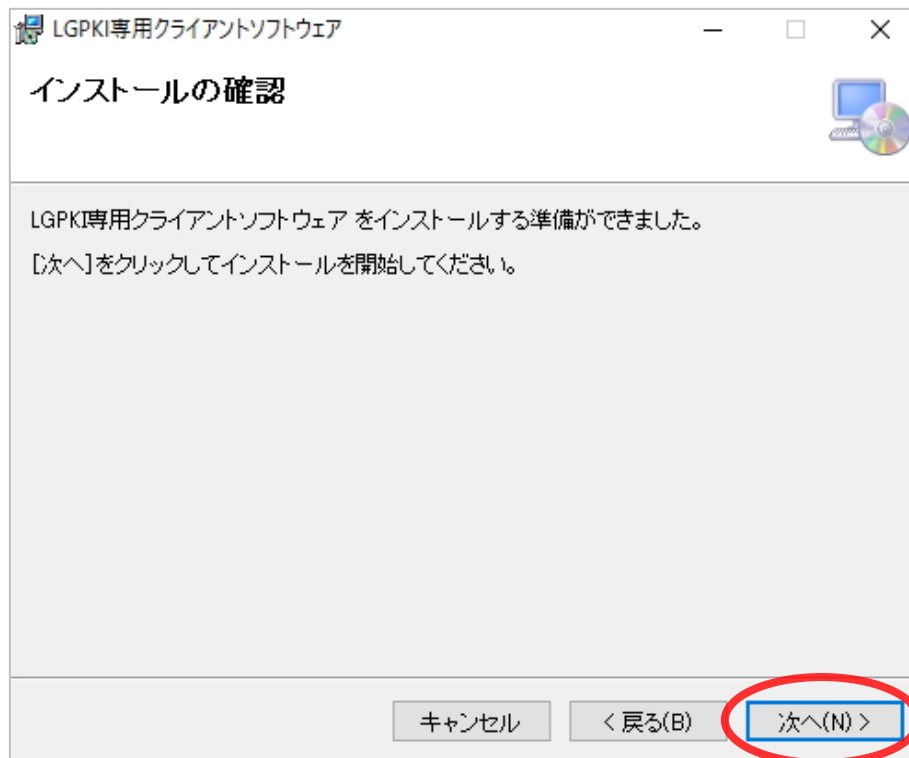 LGPKI専用クライアントソフトウェア
インストールの確認
LGPKI専用クライアントソフトウェア をインストールする準備ができました。
[次へ]をクリックしてインストールを開始してください。
キャンセル
< 戻る(B)
次へ(N) >